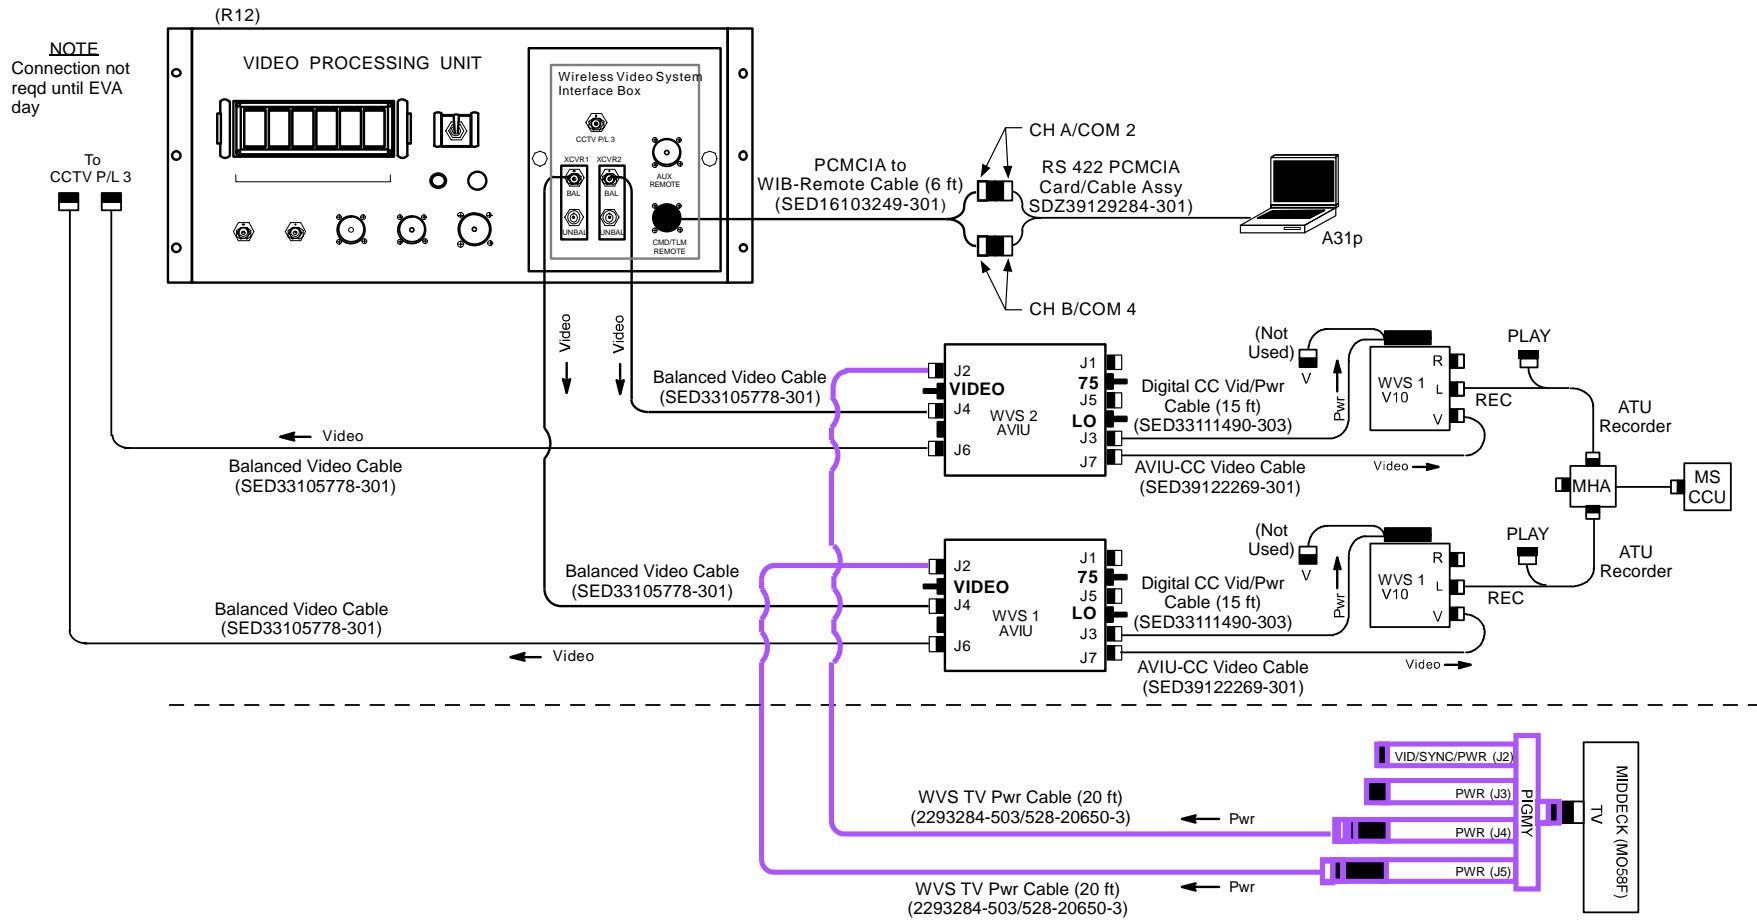 (R12)
NOTE
Connection not
reqd until EVA
day
VIDEO PROCESSING UNIT
Wireless Video System
Interface Box
CCTV P/L 3
XCVR1
XCVR2
BAL
BAL
UNBAL
UNBAL
AUX
REMOTE
CMD/TLM
REMOTE
To
CCTV P/L 3
PCMCIA to
WIB-Remote Cable (6 ft)
(SED16103249-301)
CH A/COM 2
RS 422 PCMCIA
Card/Cable Assy
SDZ39129284-301)
A31p
CH B/COM 4
Video
Video
Balanced Video Cable
(SED33105778-301)
J2
VIDEO
J4
J6
WVS 2
AVIU
J1
75
J5
LO
J3
J7
Digital CC Vid/Pwr
Cable (15 ft)
(SED33111490-303)
AVIU-CC Video Cable
(SED39122269-301)
(Not
Used)
V
Pwr
WVS 1
V10
R
L
V
REC
Video
PLAY
ATU
Recorder
MHA
MS
CCU
Video
Balanced Video Cable
(SED33105778-301)
Balanced Video Cable
(SED33105778-301)
J2
VIDEO
J4
J6
WVS 1
AVIU
J1
75
J5
LO
J3
J7
Digital CC Vid/Pwr
Cable (15 ft)
(SED33111490-303)
AVIU-CC Video Cable
(SED39122269-301)
(Not
Used)
V
Pwr
WVS 1
V10
R
L
V
REC
Video
PLAY
ATU
Recorder
Balanced Video Cable
(SED33105778-301)
Video
WVS TV Pwr Cable (20 ft)
(2293284-503/528-20650-3)
Pwr
WVS TV Pwr Cable (20 ft)
(2293284-503/528-20650-3)
Pwr
VID/SYNC/PWR (J2)
PWR (J3)
PWR (J4)
PWR (J5)
PIGMY
MIDDECK (MO58F)
TV